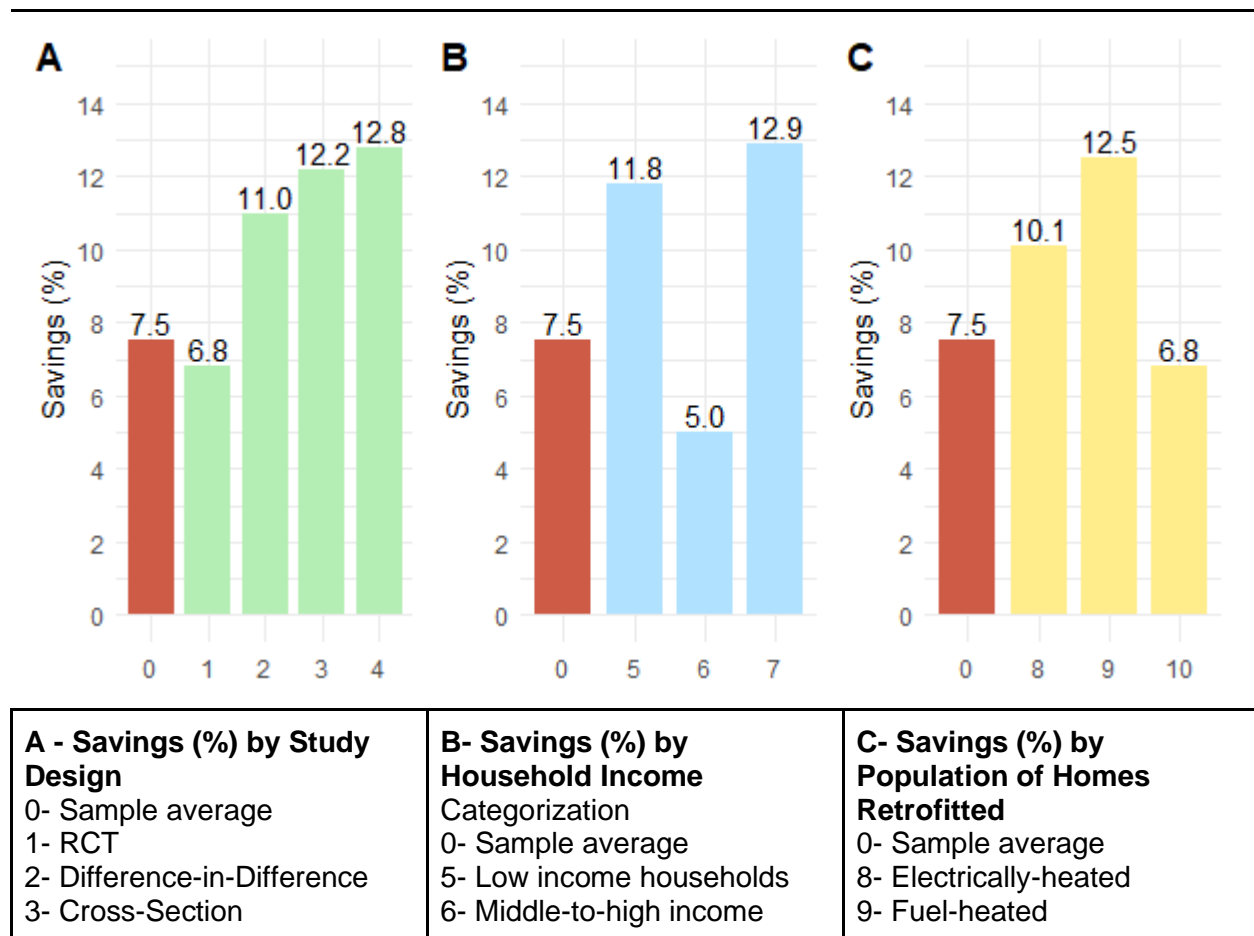 A
B
C
Savings (%)
14
12
10
8
6
4
2
0
7.5
6.8
11.0
12.2
12.8
0 1 2 3 4
Savings (%)
14
12
10
8
6
4
2
0
7.5
11.8
5.0
12.9
0 5 6 7
Savings (%)
14
12
10
8
6
4
2
0
7.5
10.1
12.5
6.8
0 8 9 10
A - Savings (%) by Study
Design
0- Sample average
1- RCT
2- Difference-in-Difference
3- Cross-Section
B- Savings (%) by
Household Income
Categorization
0- Sample average
5- Low income households
6- Middle-to-high income
C- Savings (%) by
Population of Homes
Retrofitted
0- Sample average
8- Electrically-heated
9- Fuel-heated